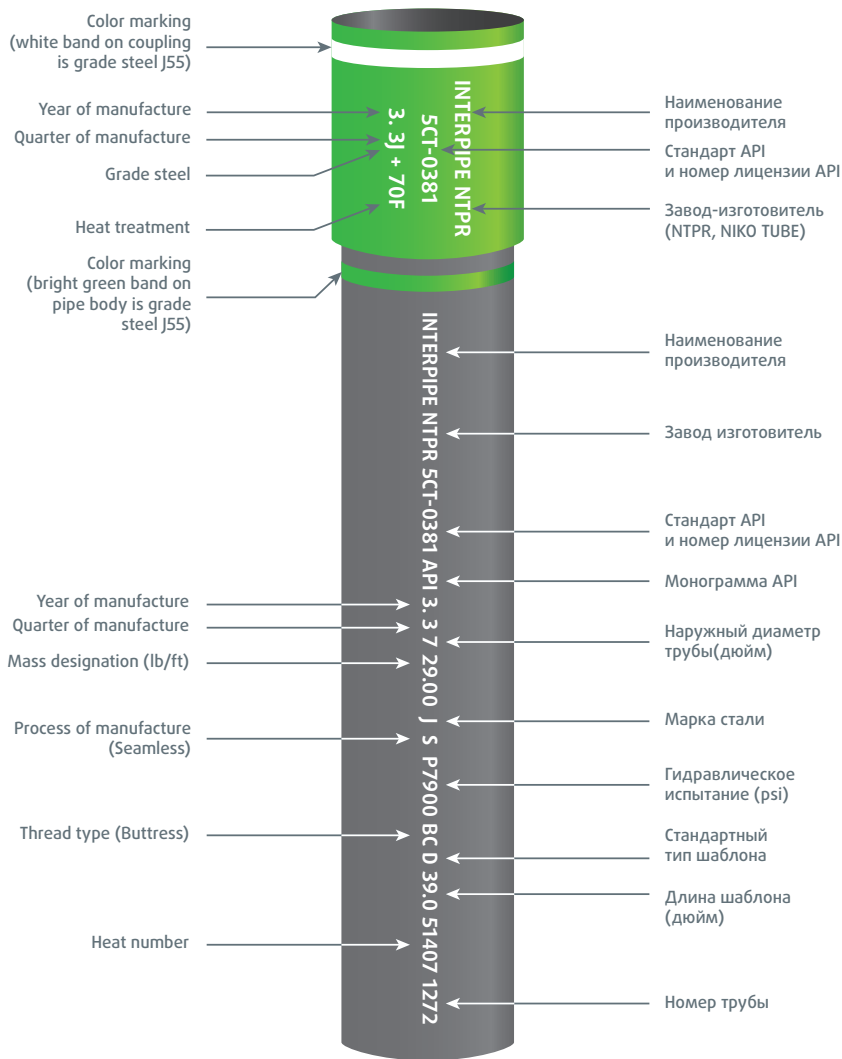 Color marking
(white band on coupling
is grade steel J55)
Year of manufacture
Quarter of manufacture
Grade steel
Heat treatment
Color marking
(bright green band on
pipe body is grade
steel J55)
INTERPIPE NTPR
5CT-0381
3. 3J + 70F
Наименование
производителя
Стандарт API
и номер лицензии API
Завод-изготовитель
(NTPR, NIKO TUBE)
INTERPIPE NTPR 5CT-0381 API 3. 3 7 29.00 J S P7900 BC D 39.0 51407 1272
Наименование
производителя
Завод изготовитель
Стандарт API
и номер лицензии API
Монограмма API
Наружный диаметр
трубы(дюйм)
Марка стали
Гидравлическое
испытание (psi)
Стандартный
тип шаблона
Длина шаблона
(дюйм)
Номер трубы
Year of manufacture
Quarter of manufacture
Mass designation (lb/ft)
Process of manufacture
(Seamless)
Thread type (Buttress)
Heat number